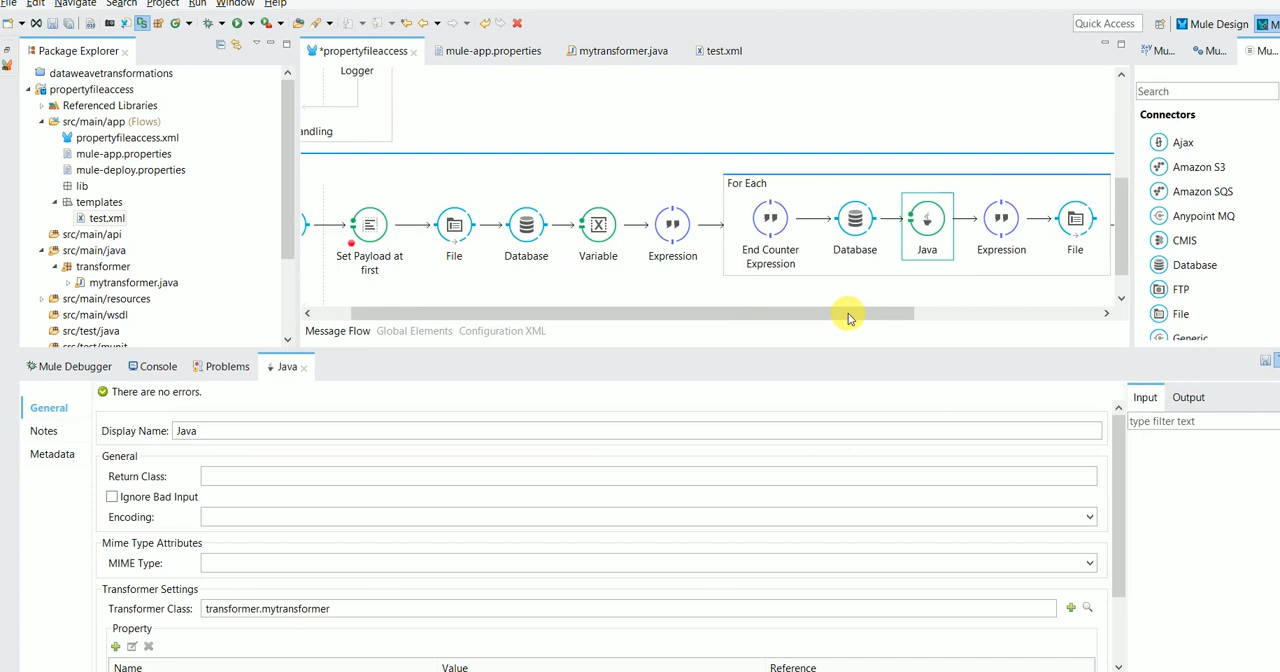 File Edit Navigate Search Project Run Window Help
Quick Access
Mule Design
M
Package Explorer
*propertyfileaccess
mule-app.properties
mytransformer.java
test.xml
Mu...
Mu...
Mu...
dataweavetransformations
propertyfileaccess
Referenced Libraries
src/main/app (Flows)
propertyfileaccess.xml
mule-app.properties
mule-deploy.properties
lib
templates
test.xml
src/main/api
src/main/java
transformer
mytransformer.java
src/main/resources
src/main/wsdl
src/test/java
src/test/munit
Logger
andling
For Each
Set Payload at
first
File
Database
Variable
Expression
End Counter
Expression
Database
Java
Expression
File
Message Flow Global Elements Configuration XML
Search
Connectors
Ajax
Amazon S3
Amazon SQS
Anypoint MQ
CMIS
Database
FTP
File
Generic
Mule Debugger
Console
Problems
Java
There are no errors.
General
Notes
Metadata
Display Name: Java
General
Return Class:
Ignore Bad Input
Encoding:
Mime Type Attributes
MIME Type:
Transformer Settings
Transformer Class: transformer.mytransformer
Property
Name Value Reference
Input Output
type filter text